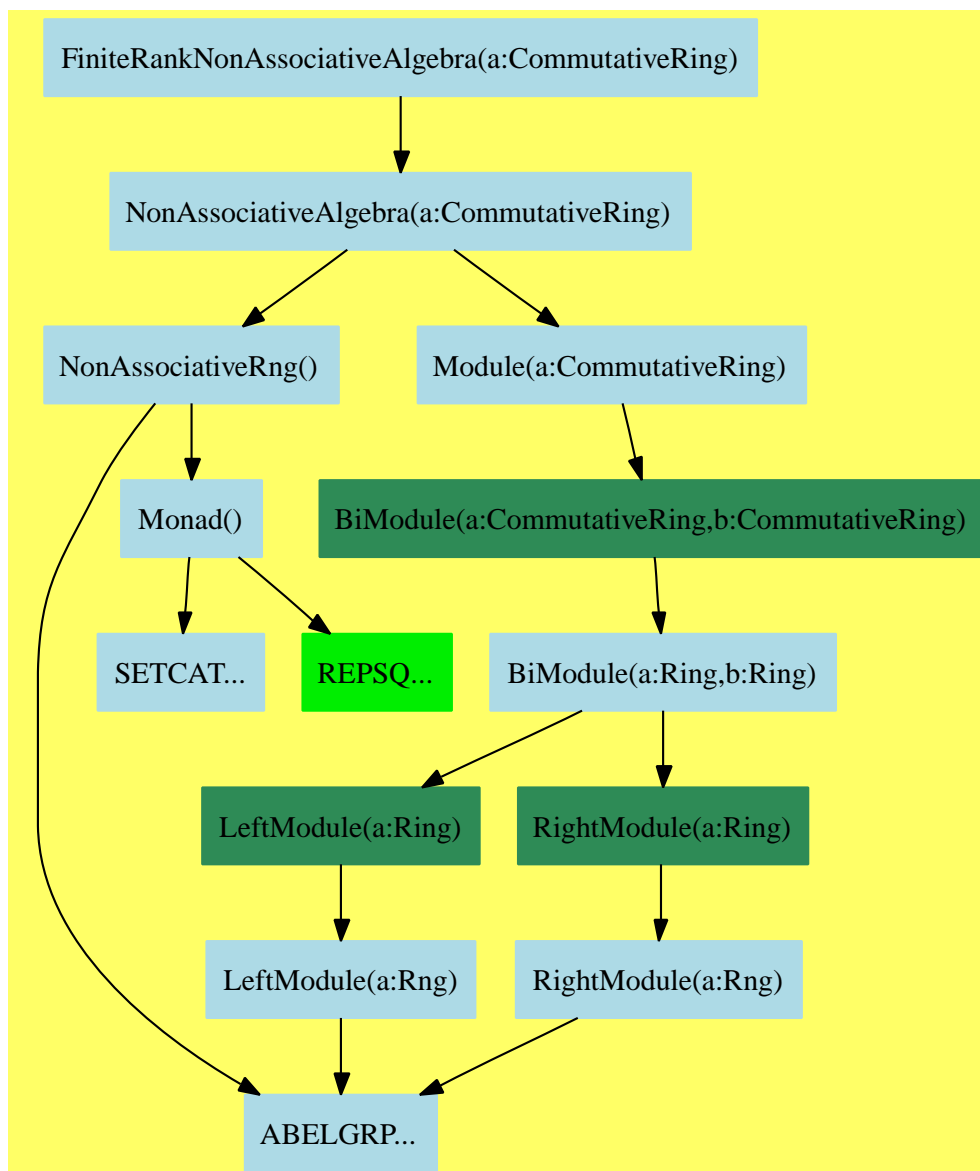 FiniteRankNonAssociativeAlgebra(a:CommutativeRing)
NonAssociativeAlgebra(a:CommutativeRing)
NonAssociativeRng()
Module(a:CommutativeRing)
Monad()
BiModule(a:CommutativeRing,b:CommutativeRing)
SETCAT...
REPSQ...
BiModule(a:Ring,b:Ring)
LeftModule(a:Ring)
RightModule(a:Ring)
LeftModule(a:Rng)
RightModule(a:Rng)
ABELGRP...